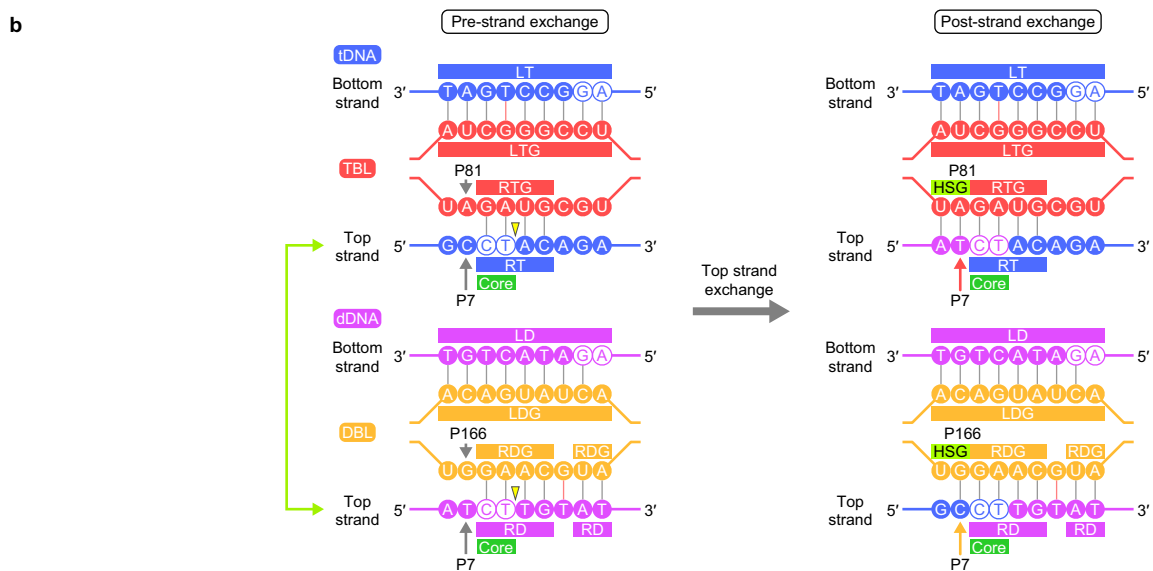 b
Pre-strand exchange
Post-strand exchange
tDNA
LT
LT
Bottom strand 3′ T A G T C C G G A 5′
Bottom strand 3′ T A G T C C G G A 5′
A U C G G G C C U
A U C G G G C C U
LTG
LTG
P81
P81
TBL
RTG
HSG RTG
U A G A U G C G U
U A G A U G C G U
Top strand 5′ G C C T A C A G A 3′
Top strand 5′ A T C T A C A G A 3′
RT
RT
Core
Core
P7
P7
Top strand
exchange
dDNA
LD
LD
Bottom strand 3′ T G T C A T A G A 5′
Bottom strand 3′ T G T C A T A G A 5′
A C A G U A U C A
A C A G U A U C A
LDG
LDG
DBL
P166
P166
RDG RDG
HSG RDG RDG
U G G A A C G U A
U G G A A C G U A
Top strand 5′ A T C T T G T A T 3′
Top strand 5′ G C C T T G T A T 3′
RD RD
RD RD
Core
Core
P7
P7